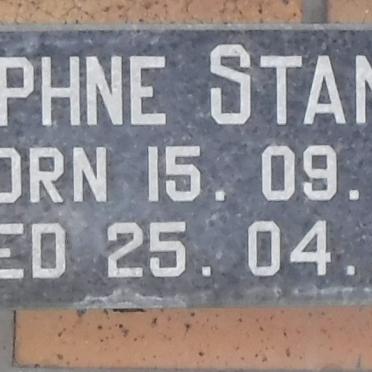 PHNE STAN
ORN 15. 09.
ED 25. 04.